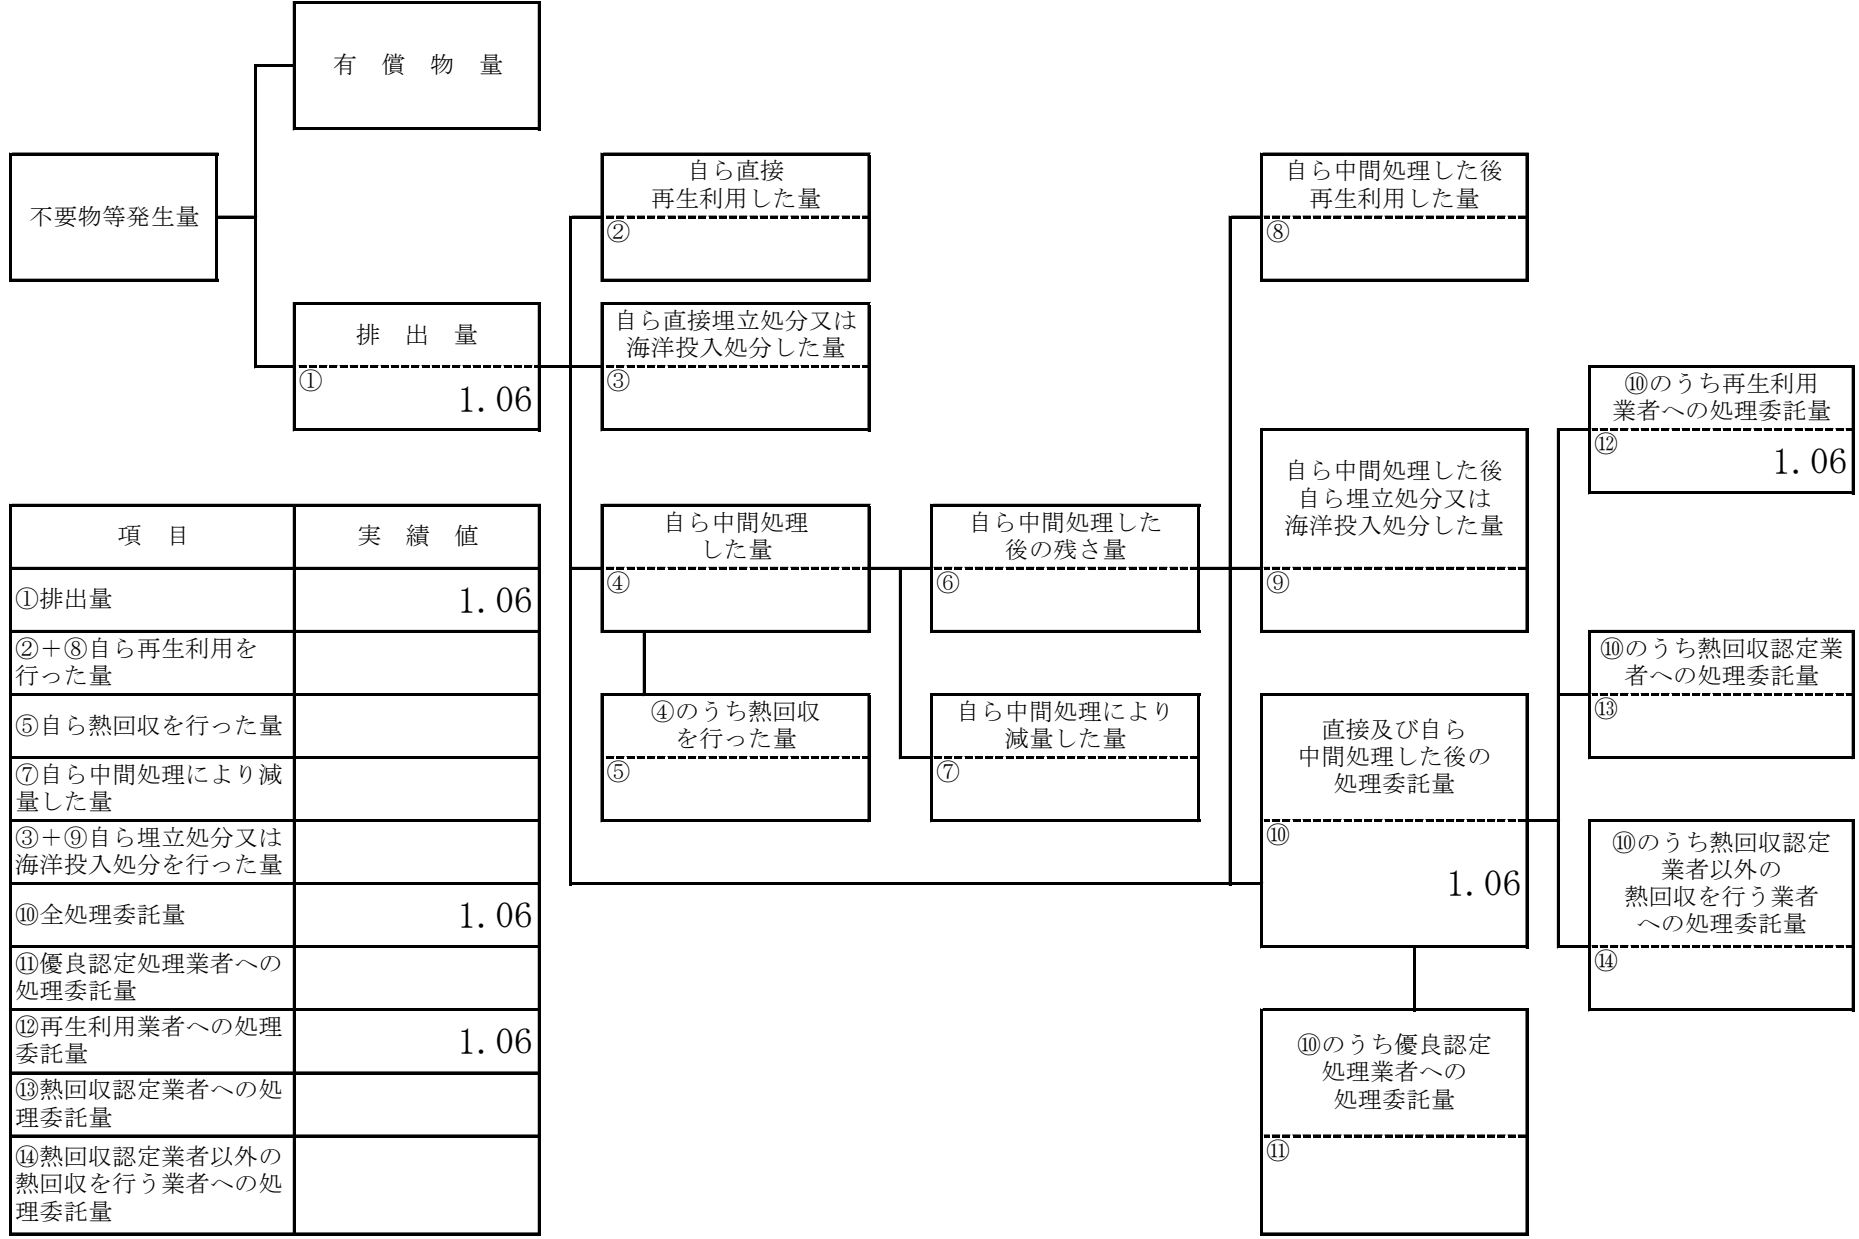 有　償　物　量
不要物等発生量
排　出　量
①
1.06
自ら直接
再生利用した量
②
自ら直接埋立処分又は
海洋投入処分した量
③
自ら中間処理
した量
④
④のうち熱回収
を行った量
⑤
自ら中間処理した
後の残さ量
⑥
自ら中間処理により
減量した量
⑦
自ら中間処理した後
再生利用した量
⑧
自ら中間処理した後
自ら埋立処分又は
海洋投入処分した量
⑨
直接及び自ら
中間処理した後の
処理委託量
⑩
1.06
⑩のうち優良認定
処理業者への
処理委託量
⑪
⑩のうち再生利用
業者への処理委託量
⑫
1.06
⑩のうち熱回収認定業
者への処理委託量
⑬
⑩のうち熱回収認定
業者以外の
熱回収を行う業者
への処理委託量
⑭
項　目
実　績　値
①排出量
1.06
②＋⑧自ら再生利用を
行った量
⑤自ら熱回収を行った量
⑦自ら中間処理により減
量した量
③＋⑨自ら埋立処分又は
海洋投入処分を行った量
⑩全処理委託量
1.06
⑪優良認定処理業者への
処理委託量
⑫再生利用業者への処理
委託量
1.06
⑬熱回収認定業者への処
理委託量
⑭熱回収認定業者以外の
熱回収を行う業者への処
理委託量